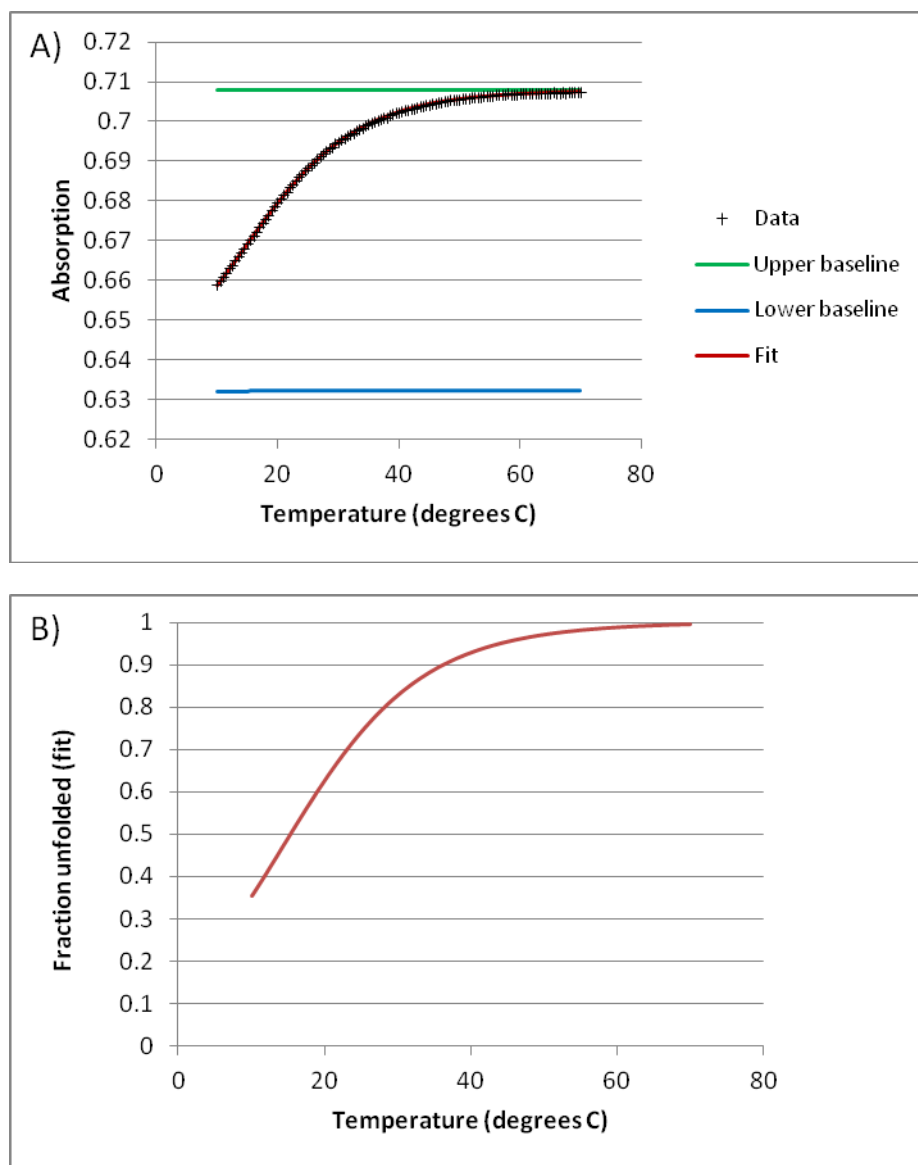 A)
0.72
0.71
0.7
0.69
0.68
0.67
0.66
0.65
0.64
0.63
0.62
Absorption
0 20 40 60 80
Temperature (degrees C)
+ Data
Upper baseline
Lower baseline
Fit
B)
1
0.9
0.8
0.7
0.6
0.5
0.4
0.3
0.2
0.1
0
Fraction unfolded (fit)
0 20 40 60 80
Temperature (degrees C)